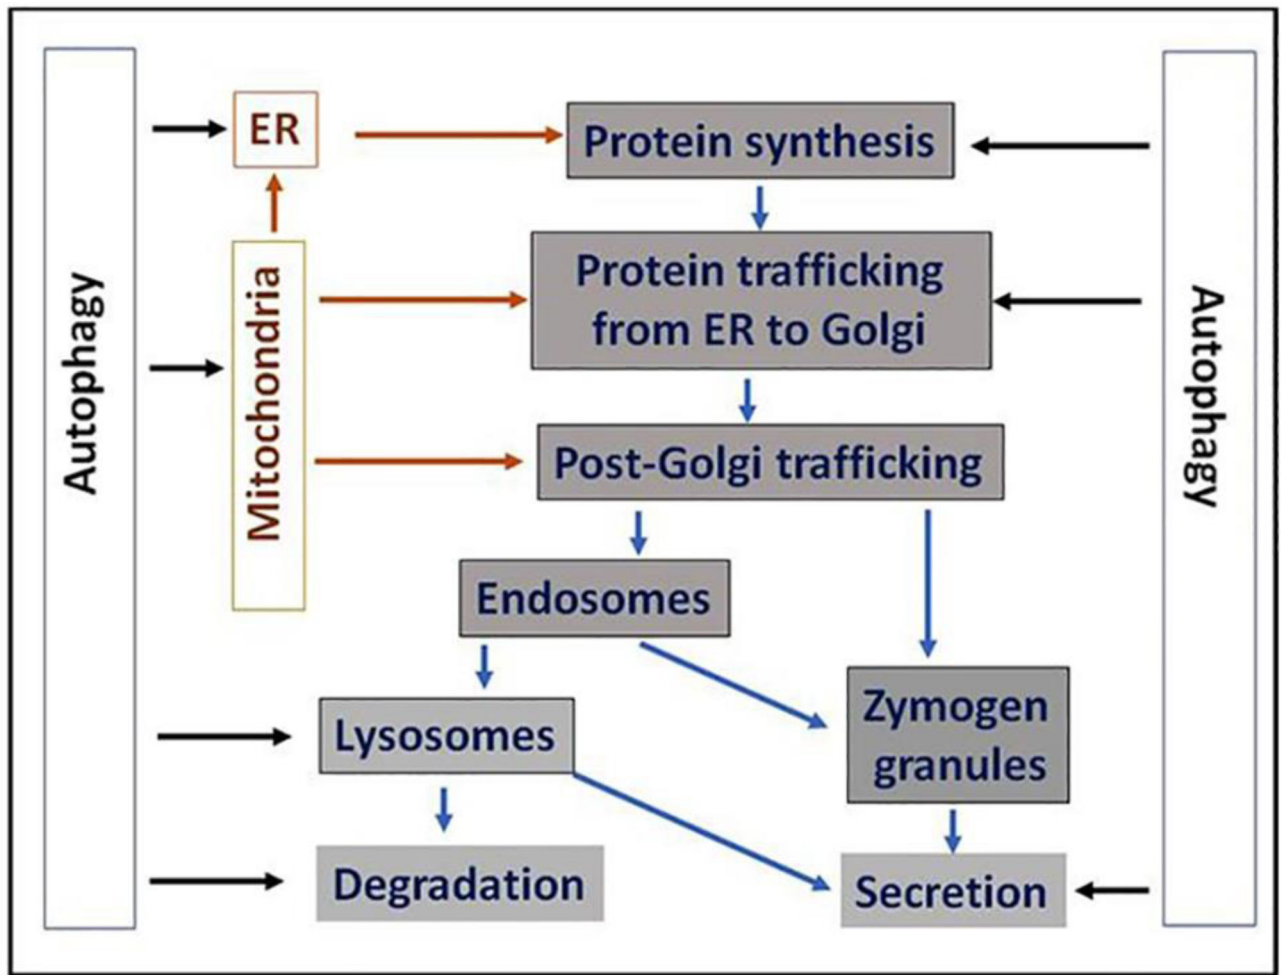 Autophagy
ER
Mitochondria
Protein synthesis
Protein trafficking
from ER to Golgi
Post-Golgi trafficking
Endosomes
Lysosomes
Zymogen
granules
Degradation
Secretion
Autophagy